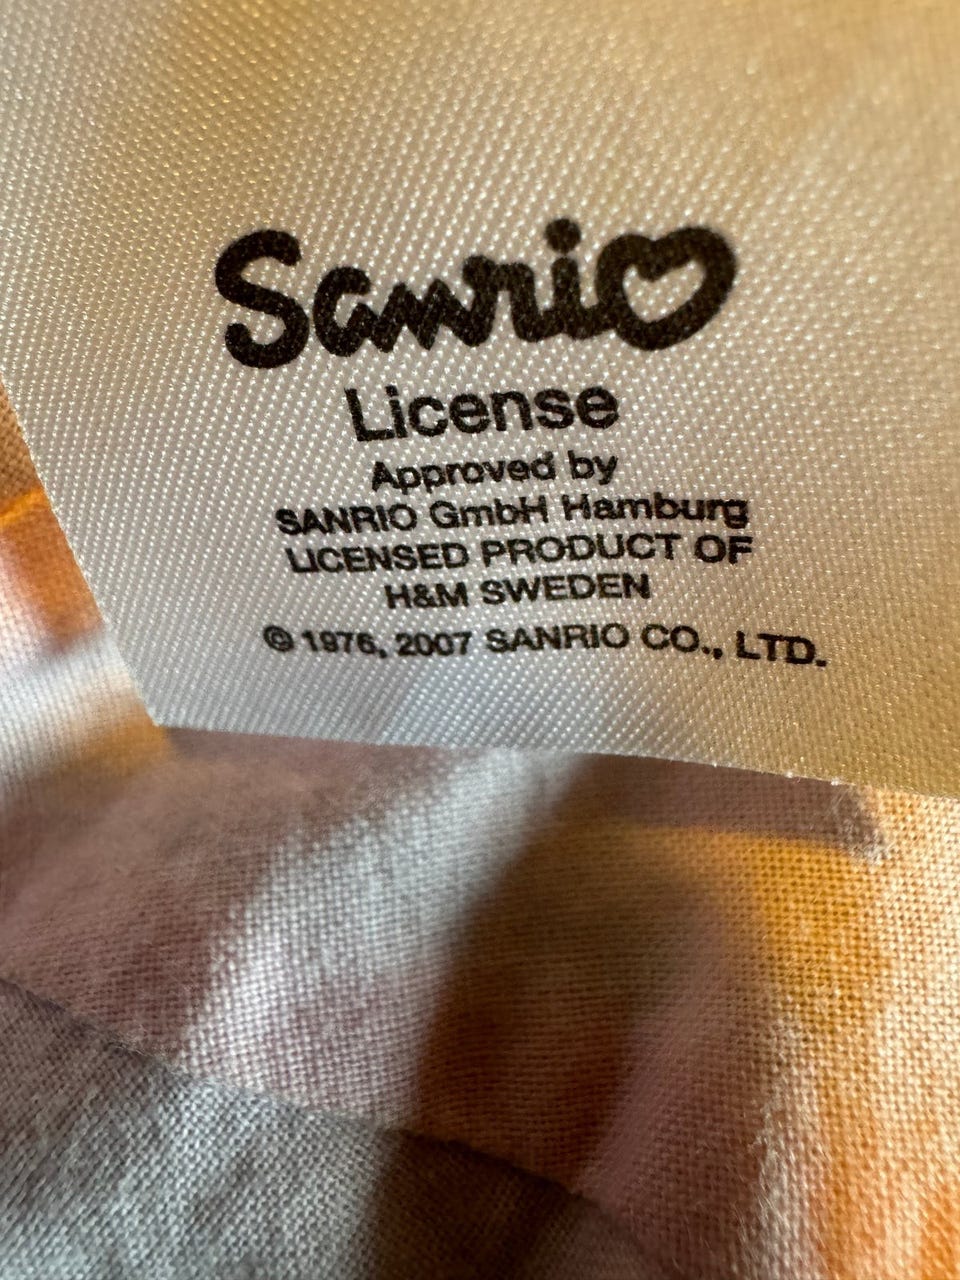 Sanrio
License
Approved by
SANRIO GmbH Hamburg
LICENSED PRODUCT OF
H&M SWEDEN
© 1976, 2007 SANRIO CO., LTD.